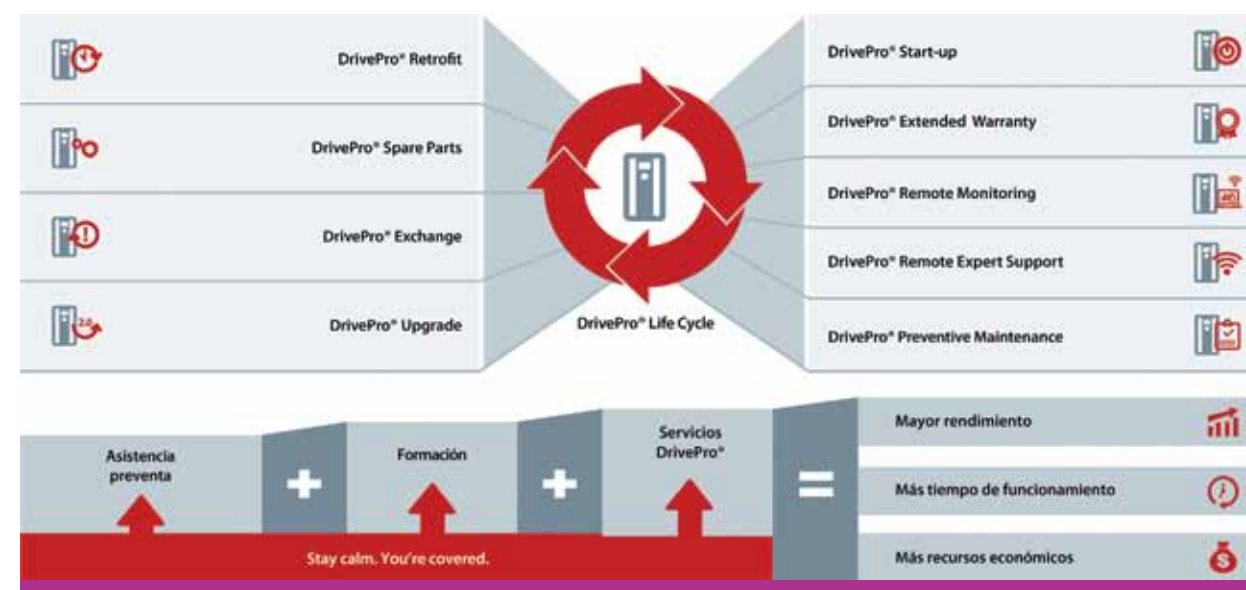 DrivePro® Retrofit
DrivePro® Spare Parts
DrivePro® Exchange
2.0
DrivePro® Upgrade
DrivePro® Life Cycle
DrivePro® Start-up
DrivePro® Extended Warranty
DrivePro® Remote Monitoring
DrivePro® Remote Expert Support
DrivePro® Preventive Maintenance
Asistencia
preventa
+
Formación
+
Servicios
DrivePro®
=
Mayor rendimiento
Más tiempo de funcionamiento
Más recursos económicos
Stay calm. You're covered.